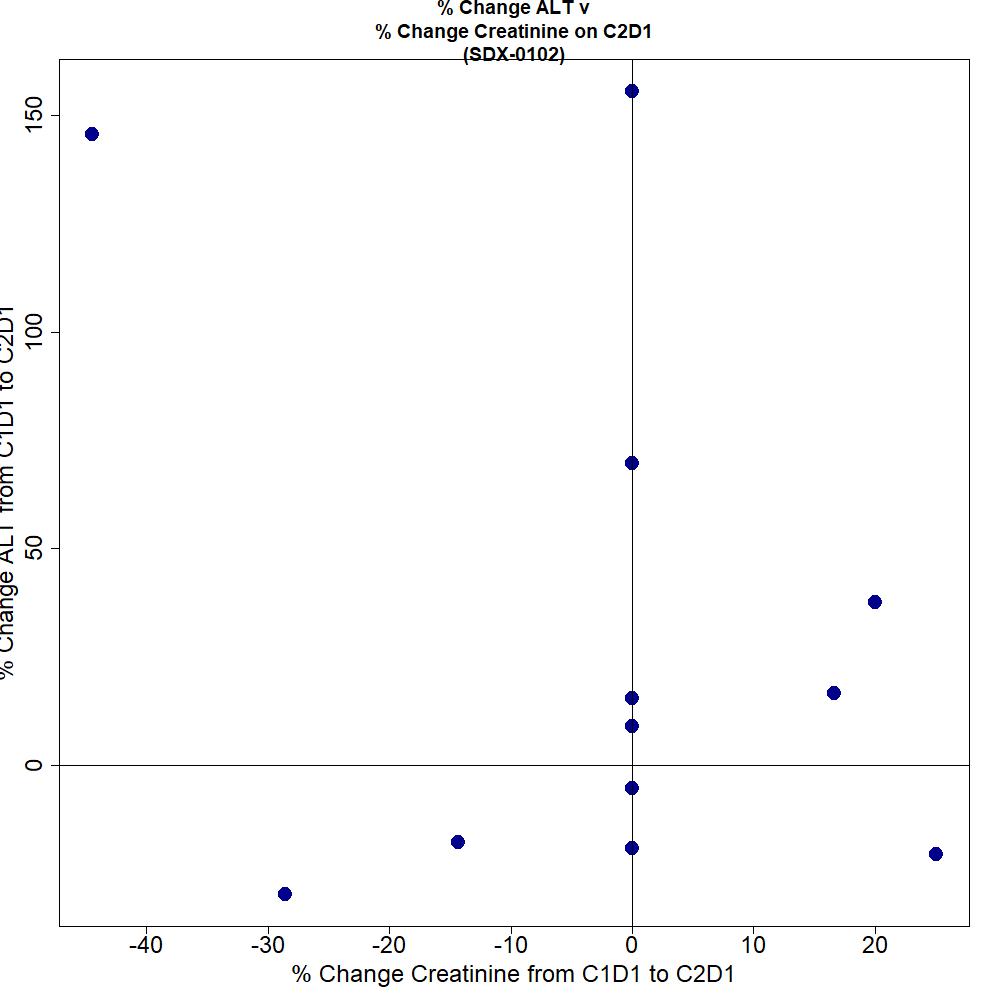 % Change ALT v
% Change Creatinine on C2D1
(SDX-0102)
% Change ALT from C1D1 to C2D1
150
100
50
0
-40 -30 -20 -10 0 10 20
% Change Creatinine from C1D1 to C2D1